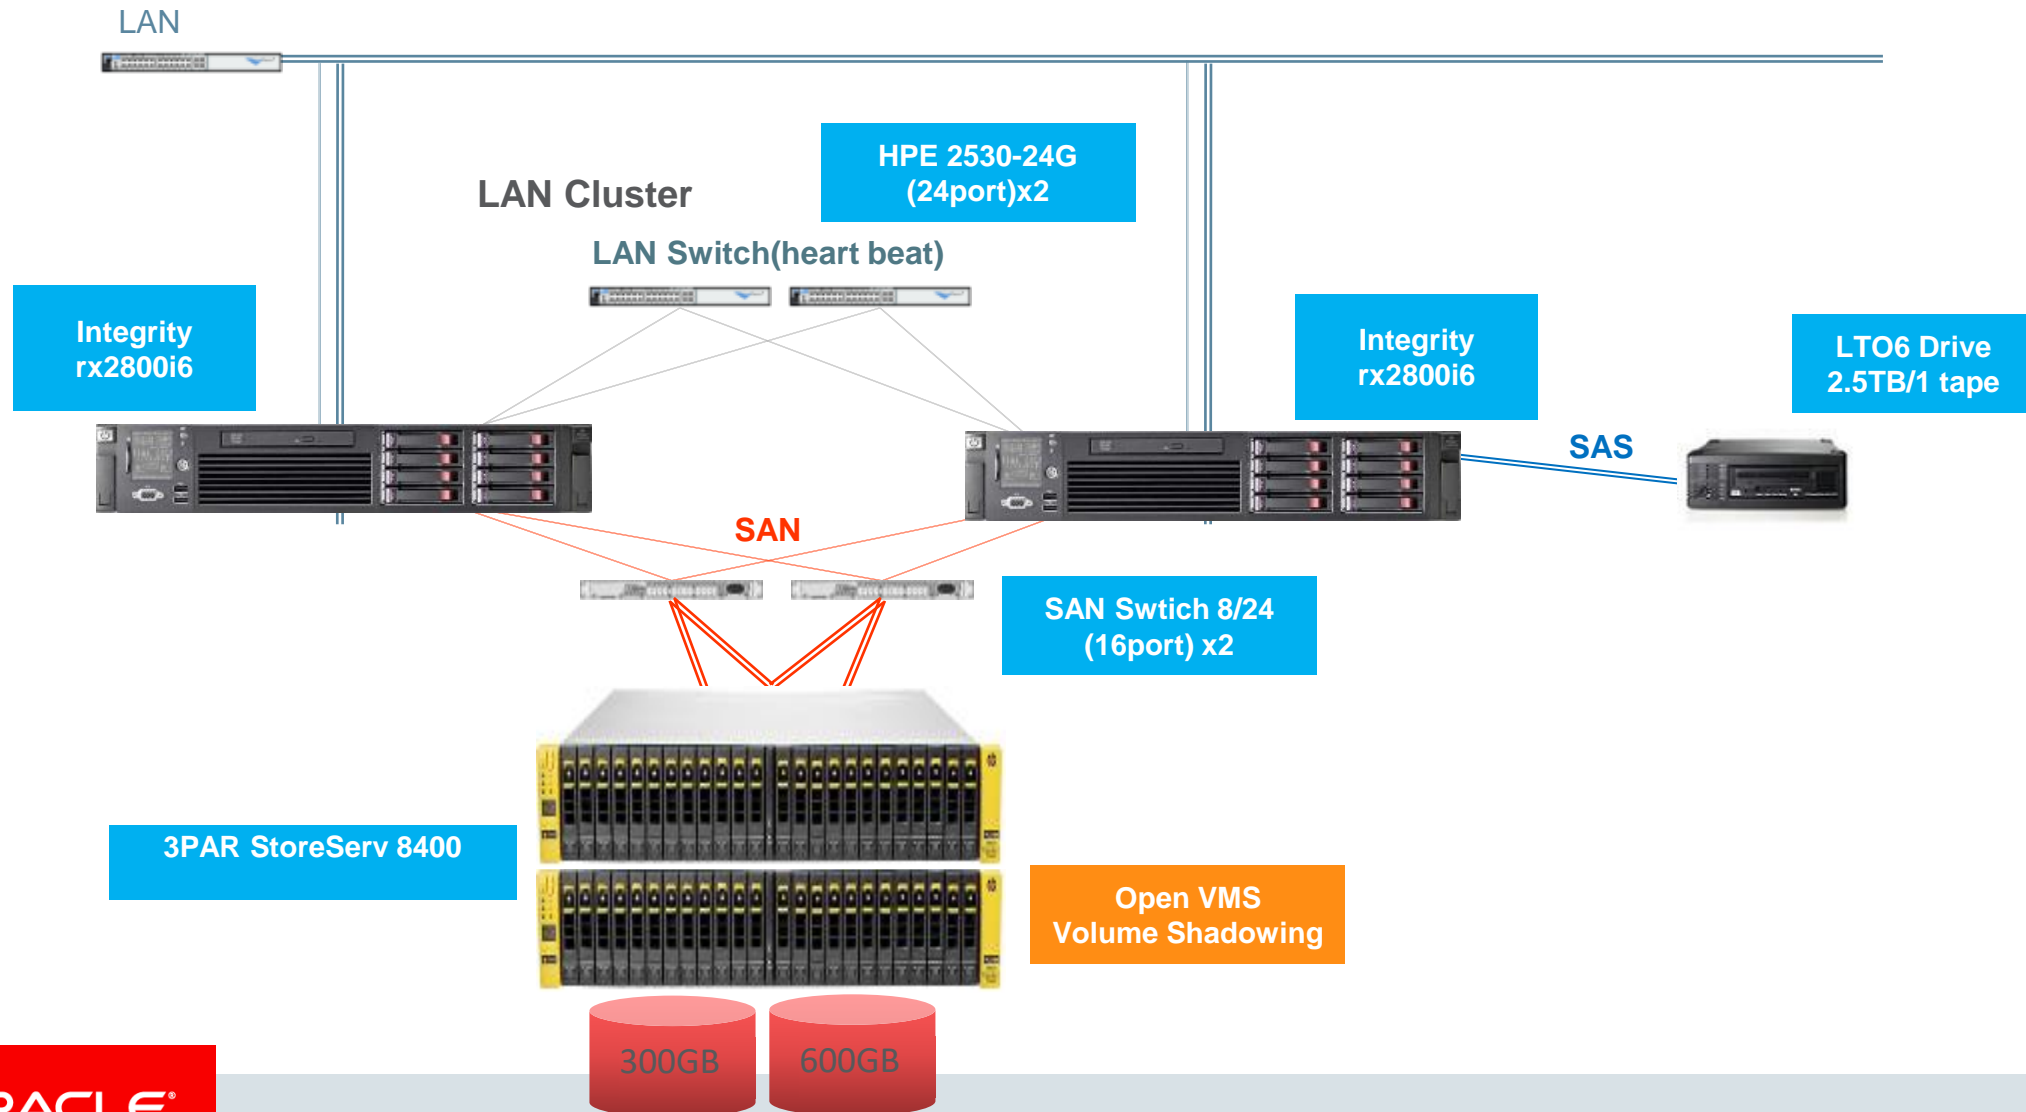 LAN
HPE 2530-24G
(24port)x2
LAN Cluster
LAN Switch(heart beat)
Integrity
rx2800i6
Integrity
rx2800i6
LTO6 Drive
2.5TB/1 tape
SAS
SAN
SAN Swtich 8/24
(16port) x2
3PAR StoreServ 8400
Open VMS
Volume Shadowing
300GB
600GB
RACLE®